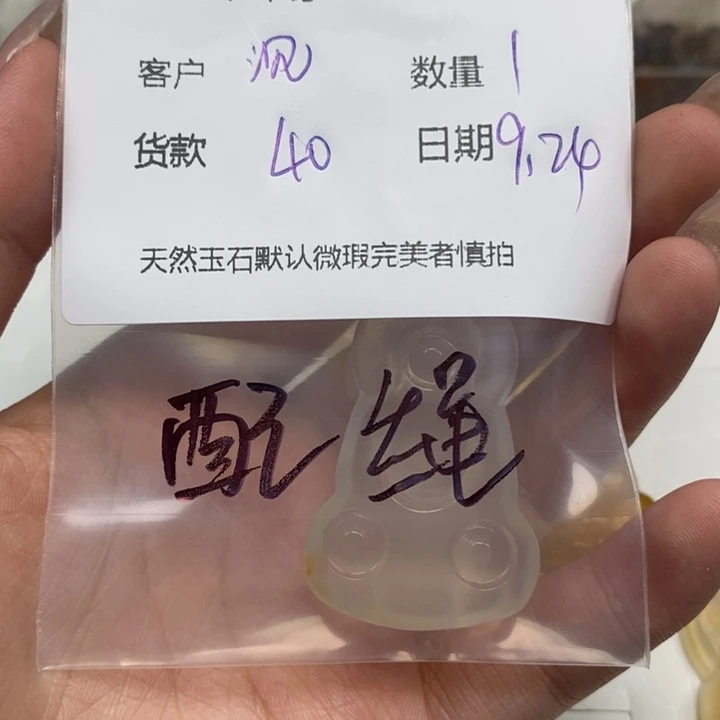 客户 数量 1
货款 40 日期 9.24
天然玉石默认微瑕完美者慎拍
配绳